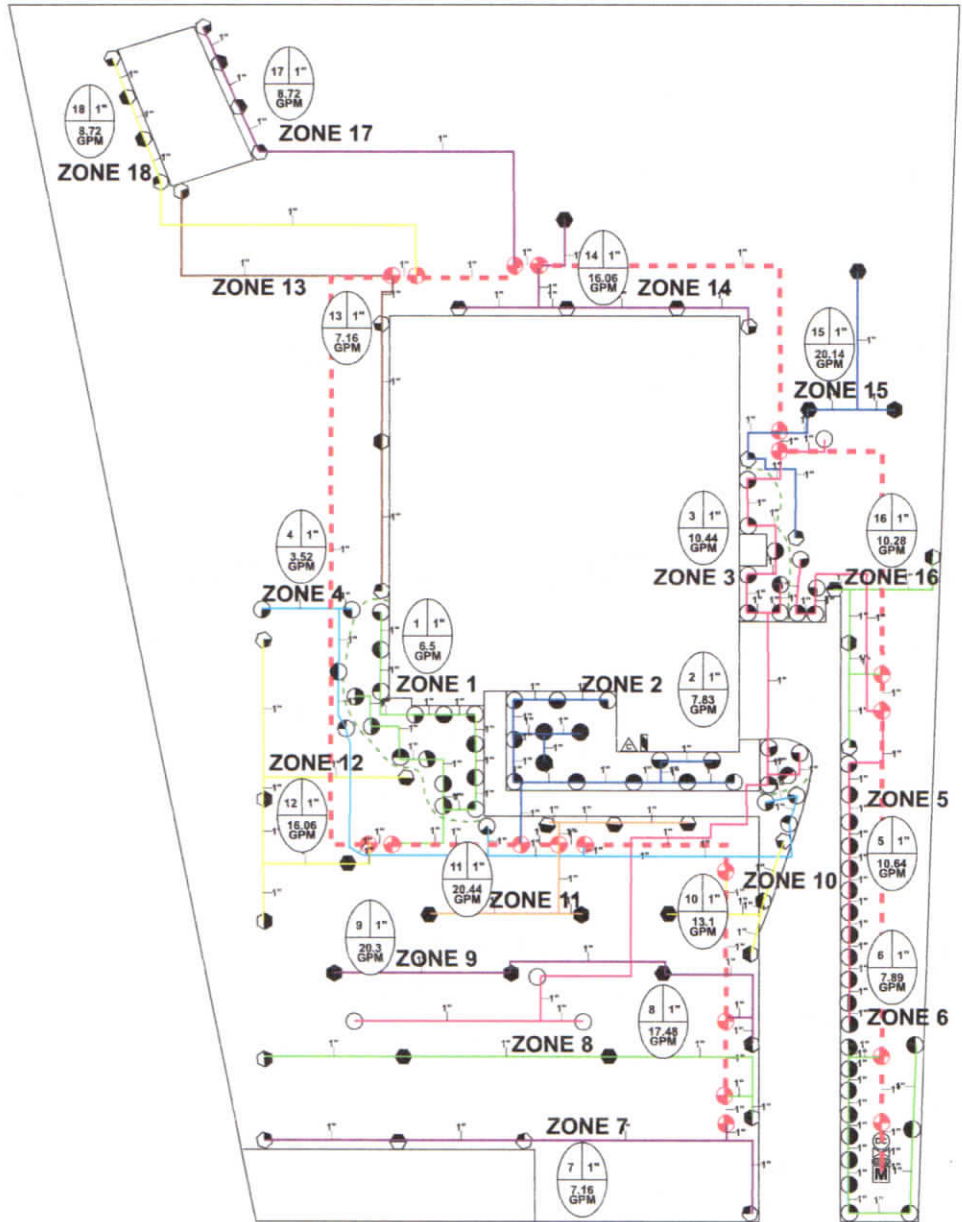 17 1"
8.72
GPM
ZONE 17
18 1"
8.72
GPM
ZONE 18
14 1"
16.06
GPM
ZONE 13
ZONE 14
13 1"
7.16
GPM
15 1"
20.14
GPM
ZONE 15
4 1"
3.52
GPM
3 1"
10.44
GPM
16 1"
10.28
GPM
ZONE 4
ZONE 3
ZONE 16
1 1"
6.5
GPM
ZONE 1
ZONE 2
2 1"
7.83
GPM
C
ZONE 12
12 1"
16.06
GPM
ZONE 5
5 1"
10.64
GPM
11 1"
20.44
GPM
ZONE 11
ZONE 10
10 1"
13.1
GPM
9 1"
20.3
GPM
ZONE 9
6 1"
7.89
GPM
8 1"
17.48
GPM
ZONE 6
ZONE 8
ZONE 7
7 1"
7.16
GPM
M